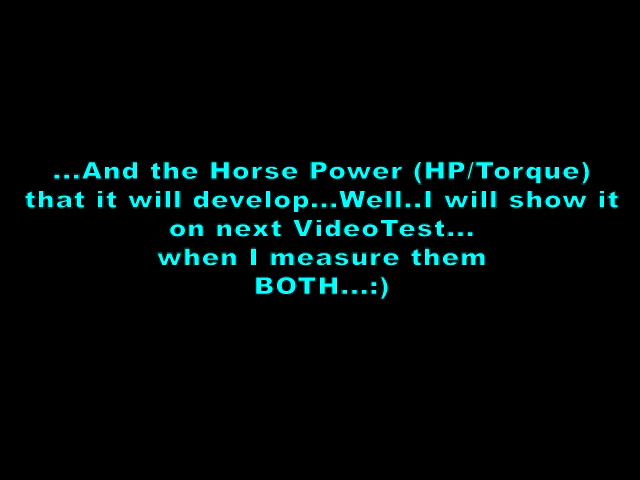 ...And the Horse Power (HP/Torque)
that it will develop...Well..I will show it
on next VideoTest...
when I measure them
BOTH...:)